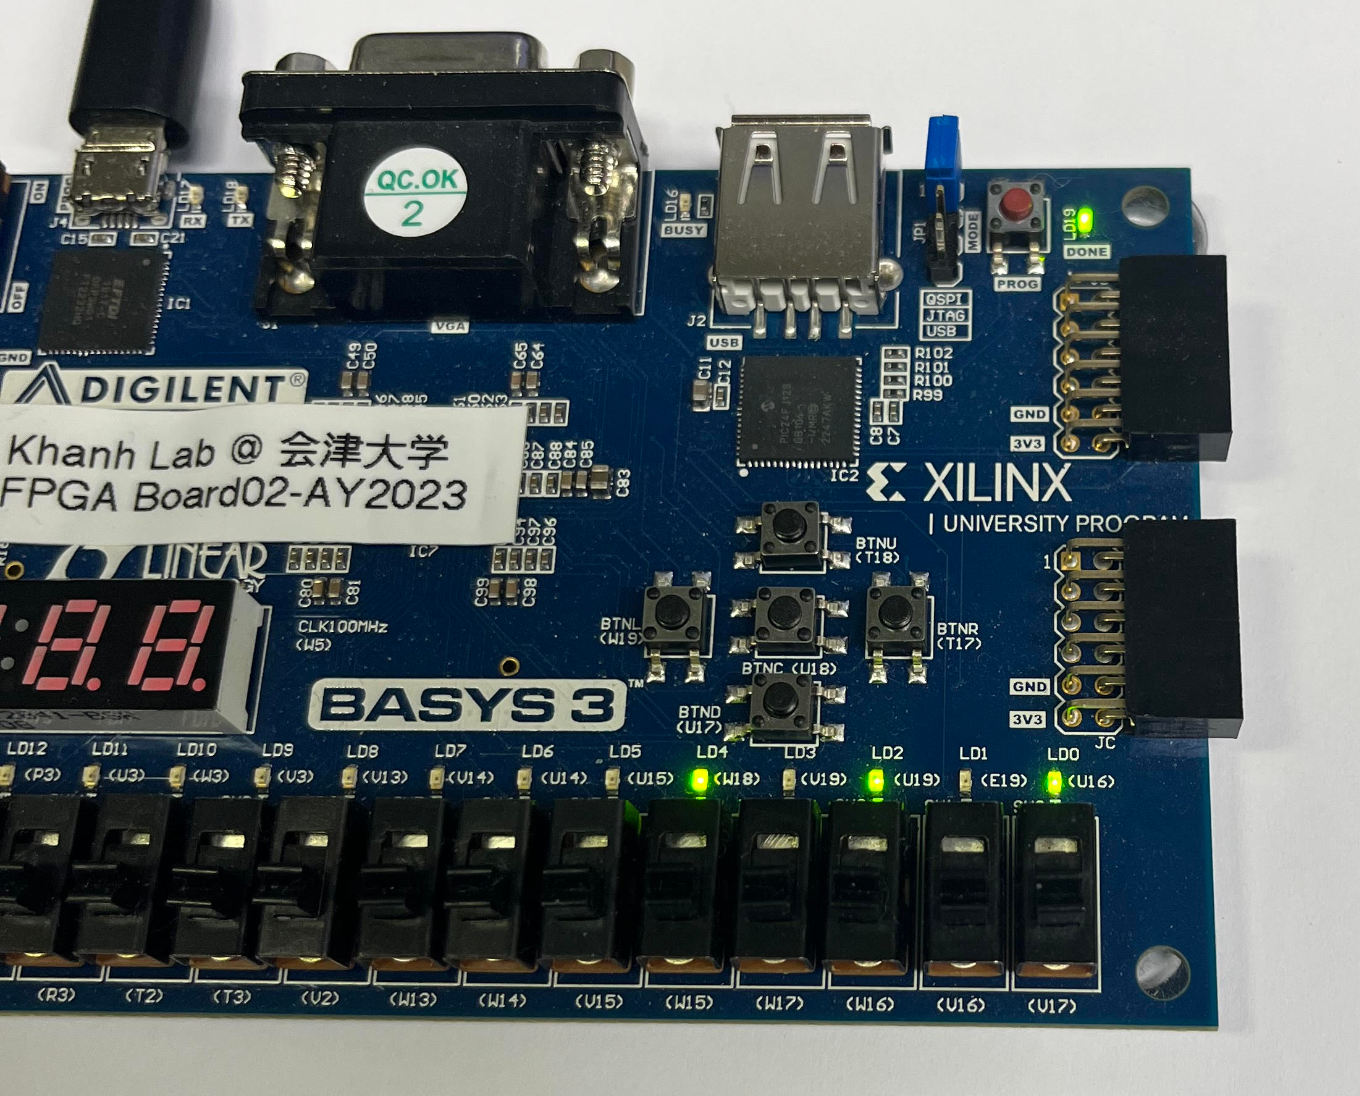 QC.OK
2
ON
J4
C15
C21
LD17
RX
LD18
TX
IC1
OFF
GND
VGA
LD16
BUSY
J2
USB
JP1
MODE
PROG
LD19
DONE
QSPI
JTAG
USB
C49
C50
C65
C64
C11
C12
R102
R101
R100
R99
C8
C7
IC2
GND
3V3
DIGILENT®
Khanh Lab @ 会津大学
FPGA Board02-AY2023
C87
C88
C84
C85
C83
C97
C96
IC7
LINEAR
C80
C81
C99
C98
XILINX
UNIVERSITY PROGRAM
CLK100MHz
(W5)
BTNU
(T18)
BTNL
(W19)
BTNR
(T17)
BTNC (U18)
BTND
(U17)
1
GND
3V3
JC
BASYS 3™
LD12 LD11 LD10 LD9 LD8 LD7 LD6 LD5 LD4 LD3 LD2 LD1 LD0
(P3) (U3) (W3) (V3) (V13) (V14) (U14) (U15) (W18) (V19) (U19) (E19) (U16)
(R3) (T2) (T3) (V2) (W13) (W14) (V15) (W15) (W17) (W16) (V16) (V17)